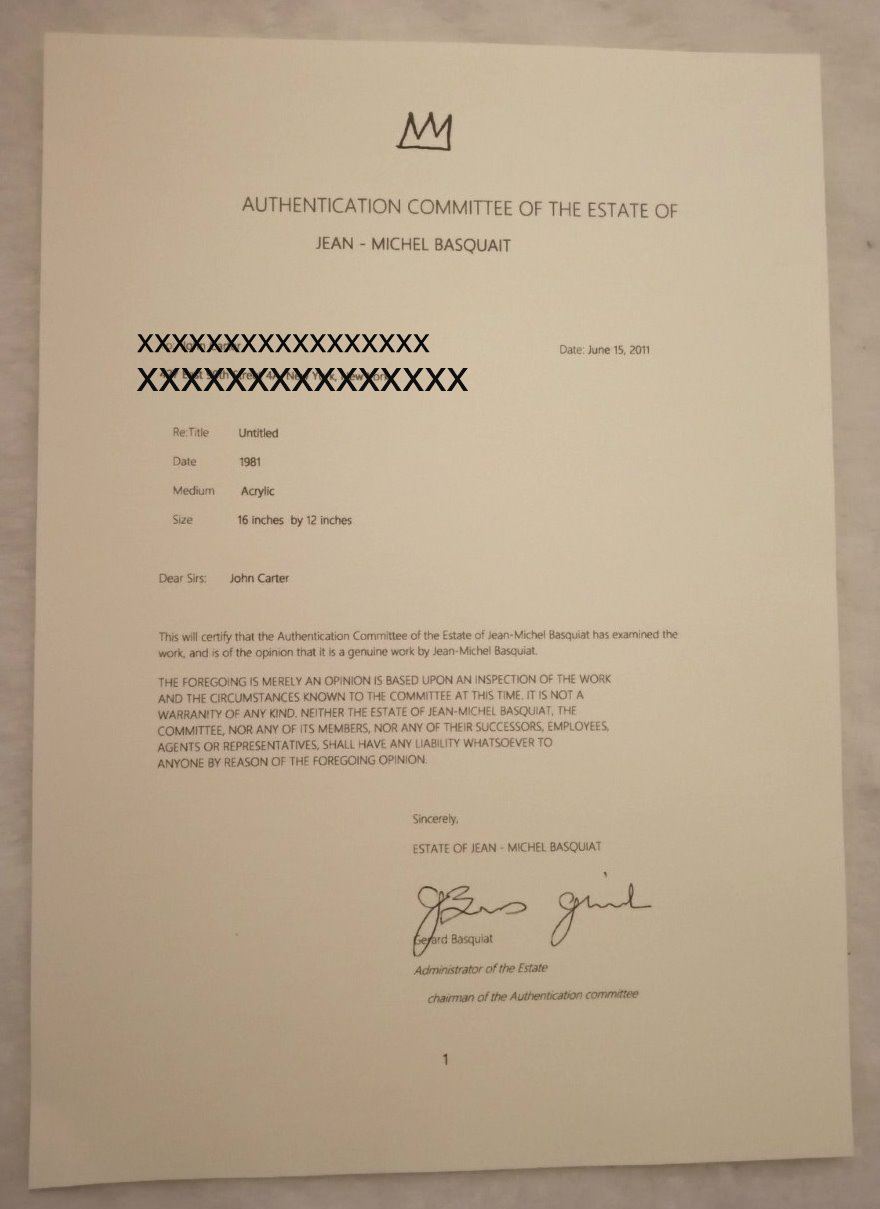 AUTHENTICATION COMMITTEE OF THE ESTATE OF
JEAN - MICHEL BASQUAIT
XXXXXXXXXXXXXXXXX
Date: June 15, 2011
XXXXXXXXXXXXXXX
Re:Title Untitled
Date 1981
Medium Acrylic
Size 16 inches by 12 inches
Dear Sirs: John Carter
This will certify that the Authentication Committee of the Estate of Jean-Michel Basquiat has examined the
work, and is of the opinion that it is a genuine work by Jean-Michel Basquiat.
THE FOREGOING IS MERELY AN OPINION IS BASED UPON AN INSPECTION OF THE WORK
AND THE CIRCUMSTANCES KNOWN TO THE COMMITTEE AT THIS TIME. IT IS NOT A
WARRANITY OF ANY KIND. NEITHER THE ESTATE OF JEAN-MICHEL BASQUIAT, THE
COMMITTEE, NOR ANY OF ITS MEMBERS, NOR ANY OF THEIR SUCCESSORS, EMPLOYEES,
AGENTS OR REPRESENTATIVES, SHALL HAVE ANY LIABILITY WHATSOEVER TO
ANYONE BY REASON OF THE FOREGOING OPINION.
Sincerely,
ESTATE OF JEAN - MICHEL BASQUIAT
Gerard Basquiat
Administrator of the Estate
chairman of the Authentication committee
1